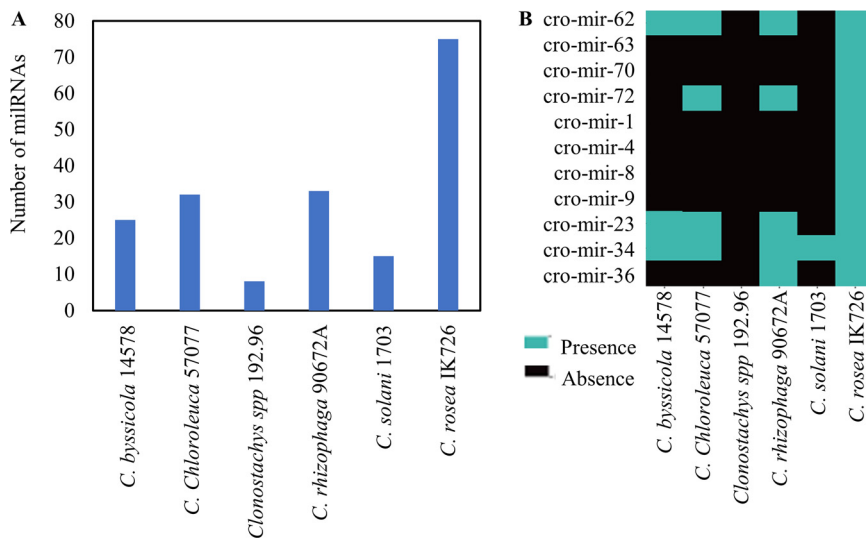 A
Number of milRNAs
80
70
60
50
40
30
20
10
0
C. byssicola 14578
C. Chloroleuca 57077
Clonostachys spp 192.96
C. rhizophaga 90672A
C. solani 1703
C. rosea IK726
B
cro-mir-62
cro-mir-63
cro-mir-70
cro-mir-72
cro-mir-1
cro-mir-4
cro-mir-8
cro-mir-9
cro-mir-23
cro-mir-34
cro-mir-36
Presence
Absence
C. byssicola 14578
C. Chloroleuca 57077
Clonostachys spp 192.96
C. rhizophaga 90672A
C. solani 1703
C. rosea IK726